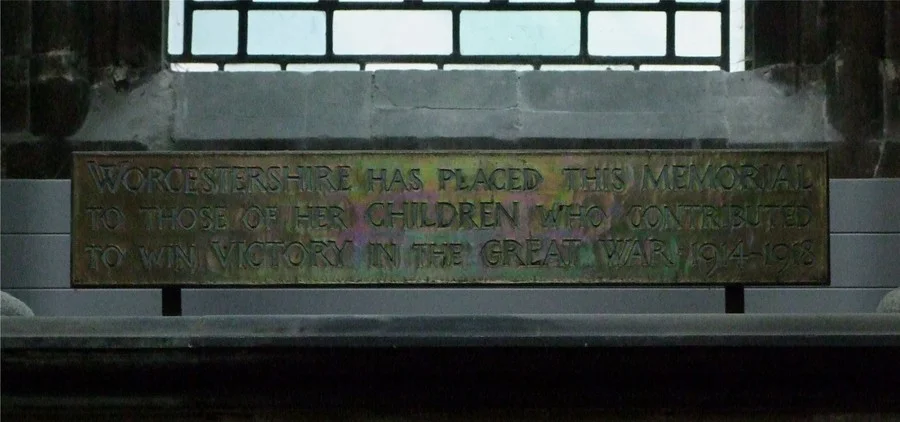 WORCESTERSHIRE HAS PLACED THIS MEMORIAL
TO THOSE OF HER CHILDREN WHO CONTRIBUTED
TO WIN VICTORY IN THE GREAT WAR 1914-1918